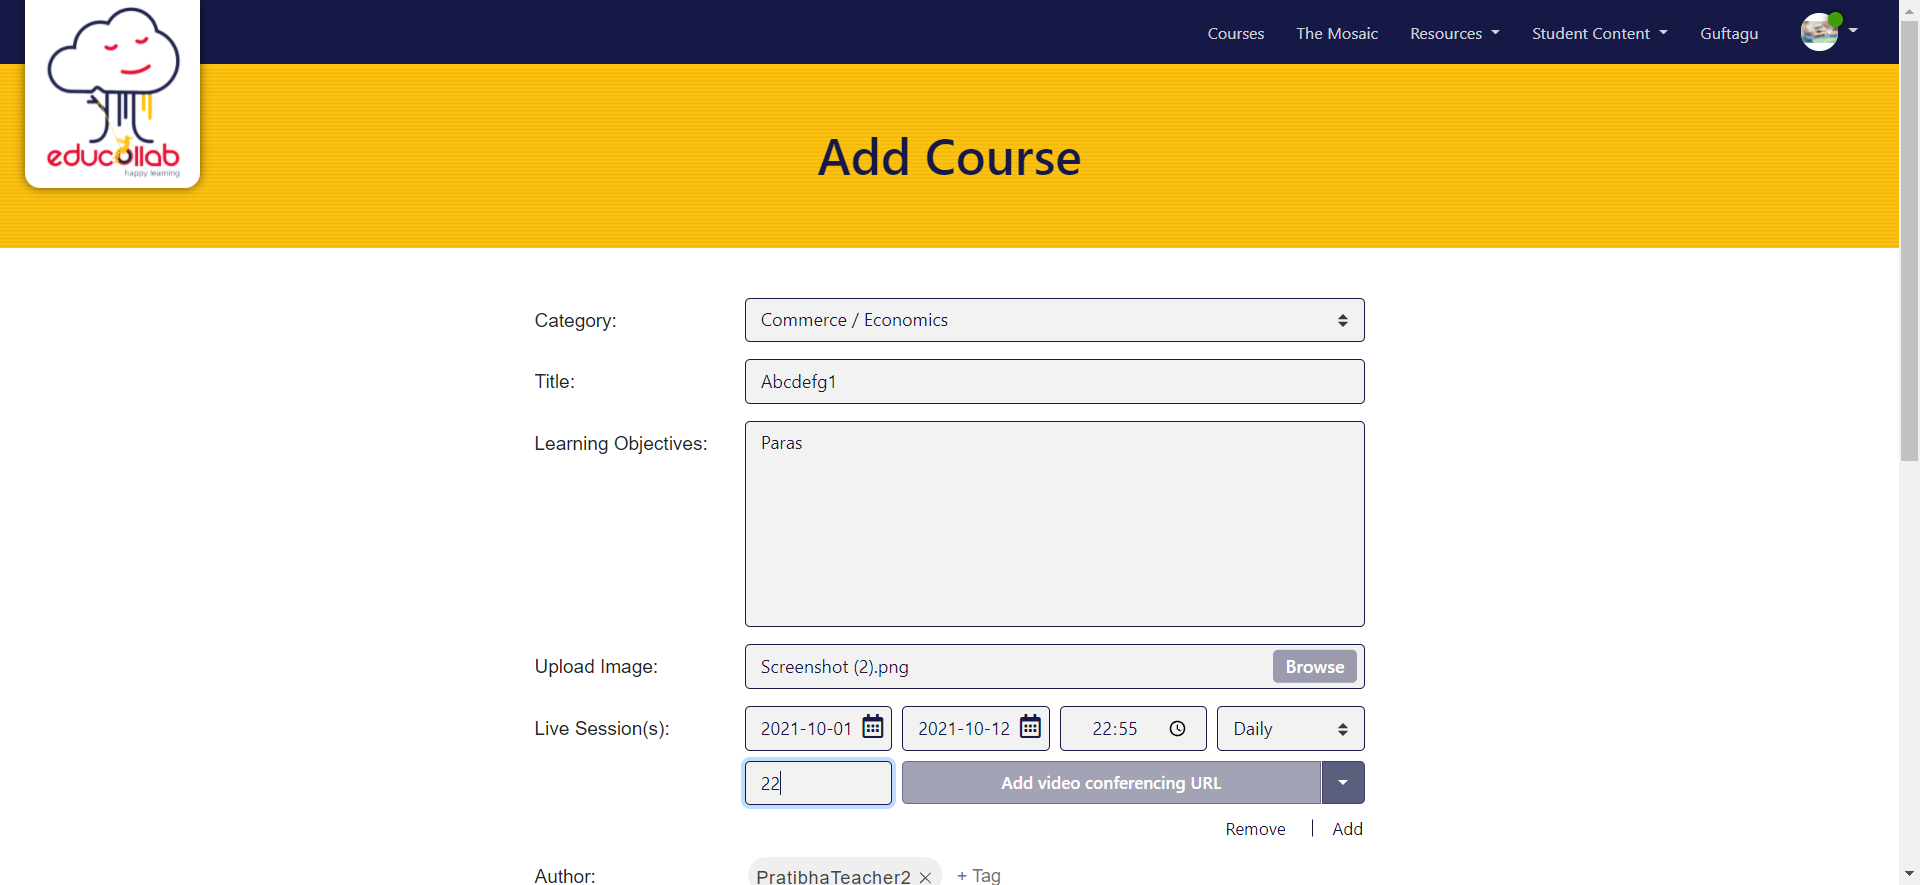 Courses The Mosaic Resources Student Content Guftagu
educollab
happy learning
Add Course
Category: Commerce / Economics
Title: Abcdefg1
Learning Objectives: Paras
Upload Image: Screenshot (2).png Browse
Live Session(s): 2021-10-01 2021-10-12 22:55 Daily
22 Add video conferencing URL
Remove | Add
Author: PratibhaTeacher2 × + Tag